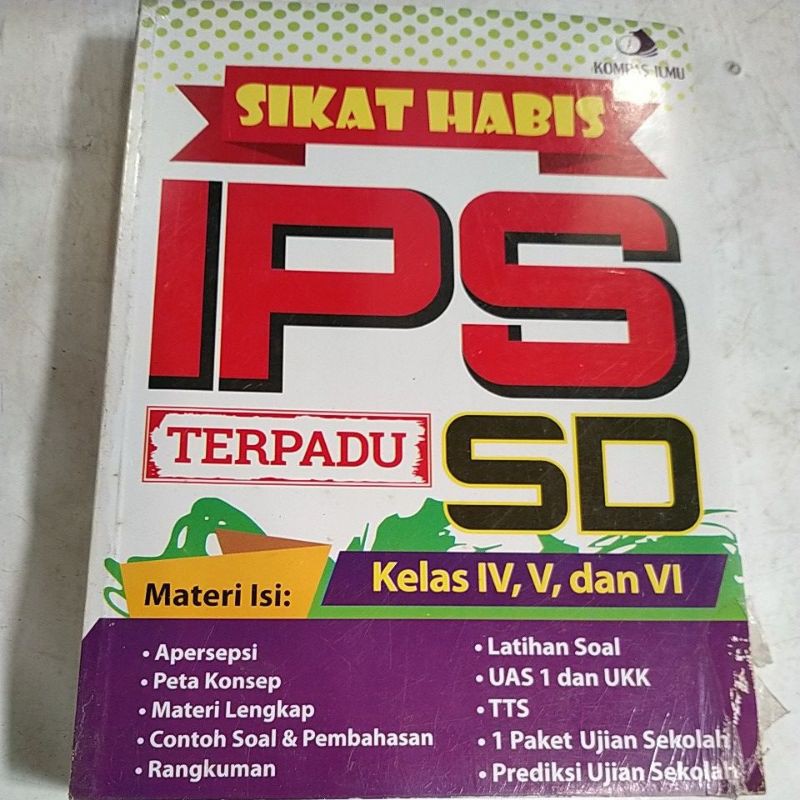 KOMPAS ILMU
SIKAT HABIS
IPS
TERPADU
SD
Kelas IV, V, dan VI
Materi Isi:
• Apersepsi
• Peta Konsep
• Materi Lengkap
• Contoh Soal & Pembahasan
• Rangkuman
• Latihan Soal
• UAS 1 dan UKK
• TTS
• 1 Paket Ujian Sekolah
• Prediksi Ujian Sekolah